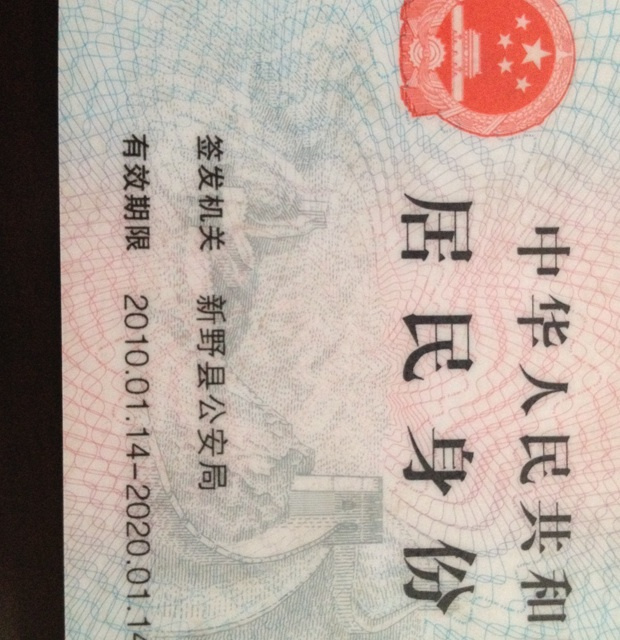 中华人民共和
居民身份
签发机关 新野县公安局
有效期限 2010.01.14-2020.01.14